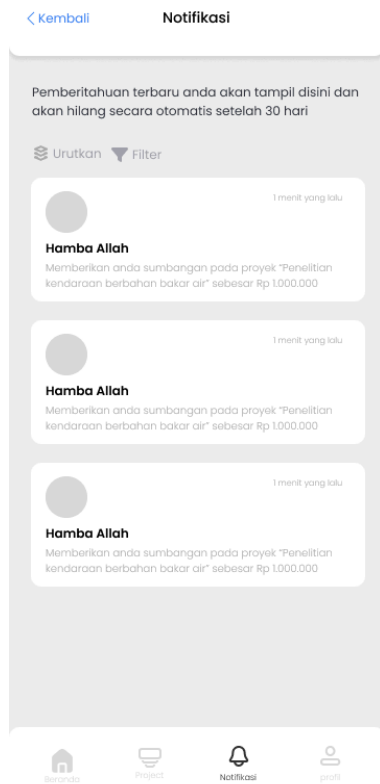 Kembali
Notifikasi
Pemberitahuan terbaru anda akan tampil disini dan
akan hilang secara otomatis setelah 30 hari
Urutkan
Filter
1 menit yang lalu
Hamba Allah
Memberikan anda sumbangan pada proyek “Penelitian
kendaraan berbahan bakar air” sebesar Rp 1.000.000
1 menit yang lalu
Hamba Allah
Memberikan anda sumbangan pada proyek “Penelitian
kendaraan berbahan bakar air” sebesar Rp 1.000.000
1 menit yang lalu
Hamba Allah
Memberikan anda sumbangan pada proyek “Penelitian
kendaraan berbahan bakar air” sebesar Rp 1.000.000
Beranda
Project
Notifikasi
profil